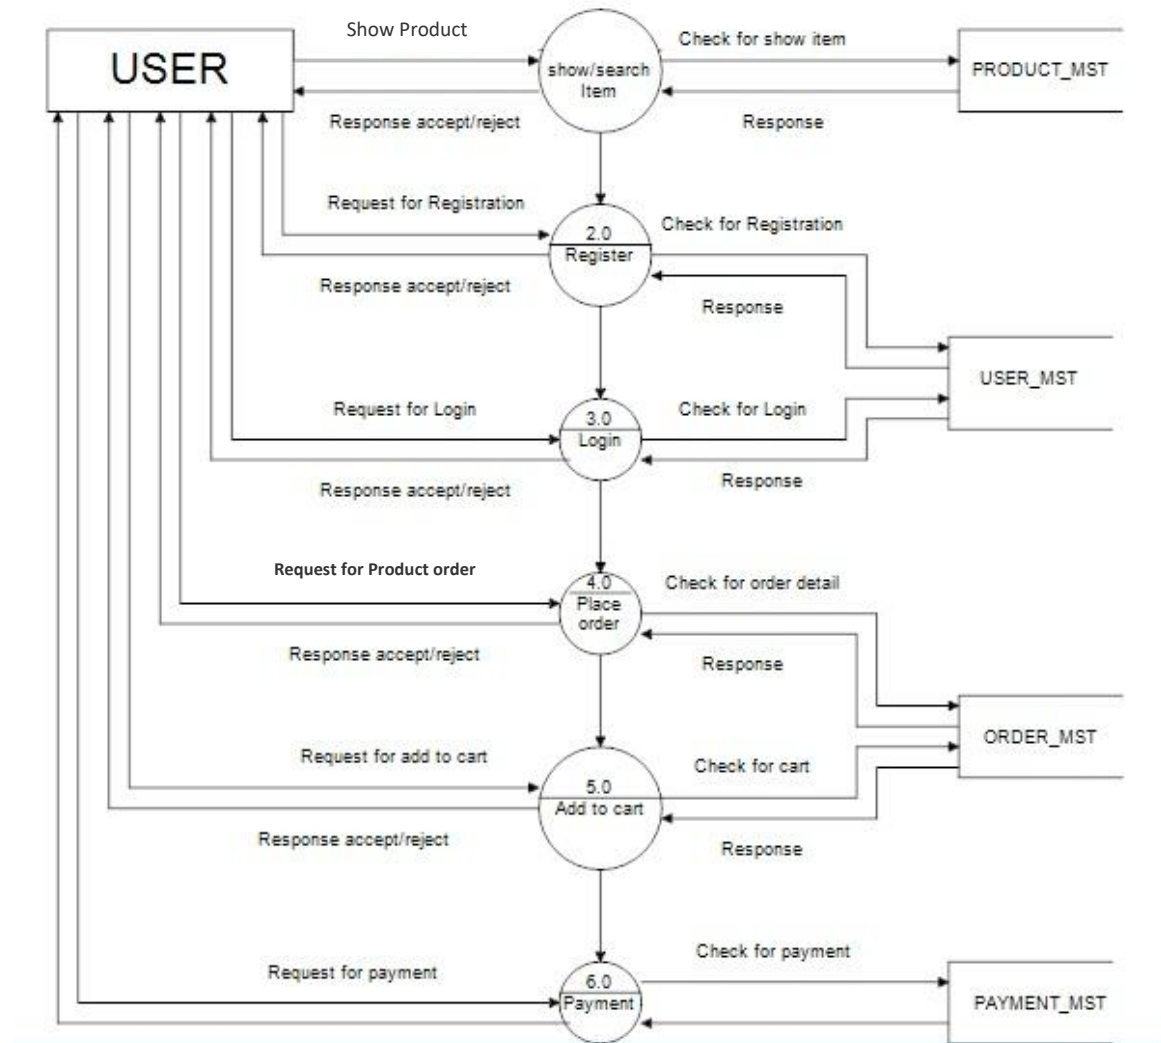 Show Product
Check for show item
USER
show/search
Item
PRODUCT_MST
Response accept/reject
Response
Request for Registration
Check for Registration
2.0
Register
Response accept/reject
Response
USER_MST
Request for Login
Check for Login
3.0
Login
Response accept/reject
Response
Request for Product order
Check for order detail
4.0
Place
order
Response accept/reject
Response
ORDER_MST
Request for add to cart
Check for cart
5.0
Add to cart
Response accept/reject
Response
Check for payment
Request for payment
6.0
Payment
PAYMENT_MST